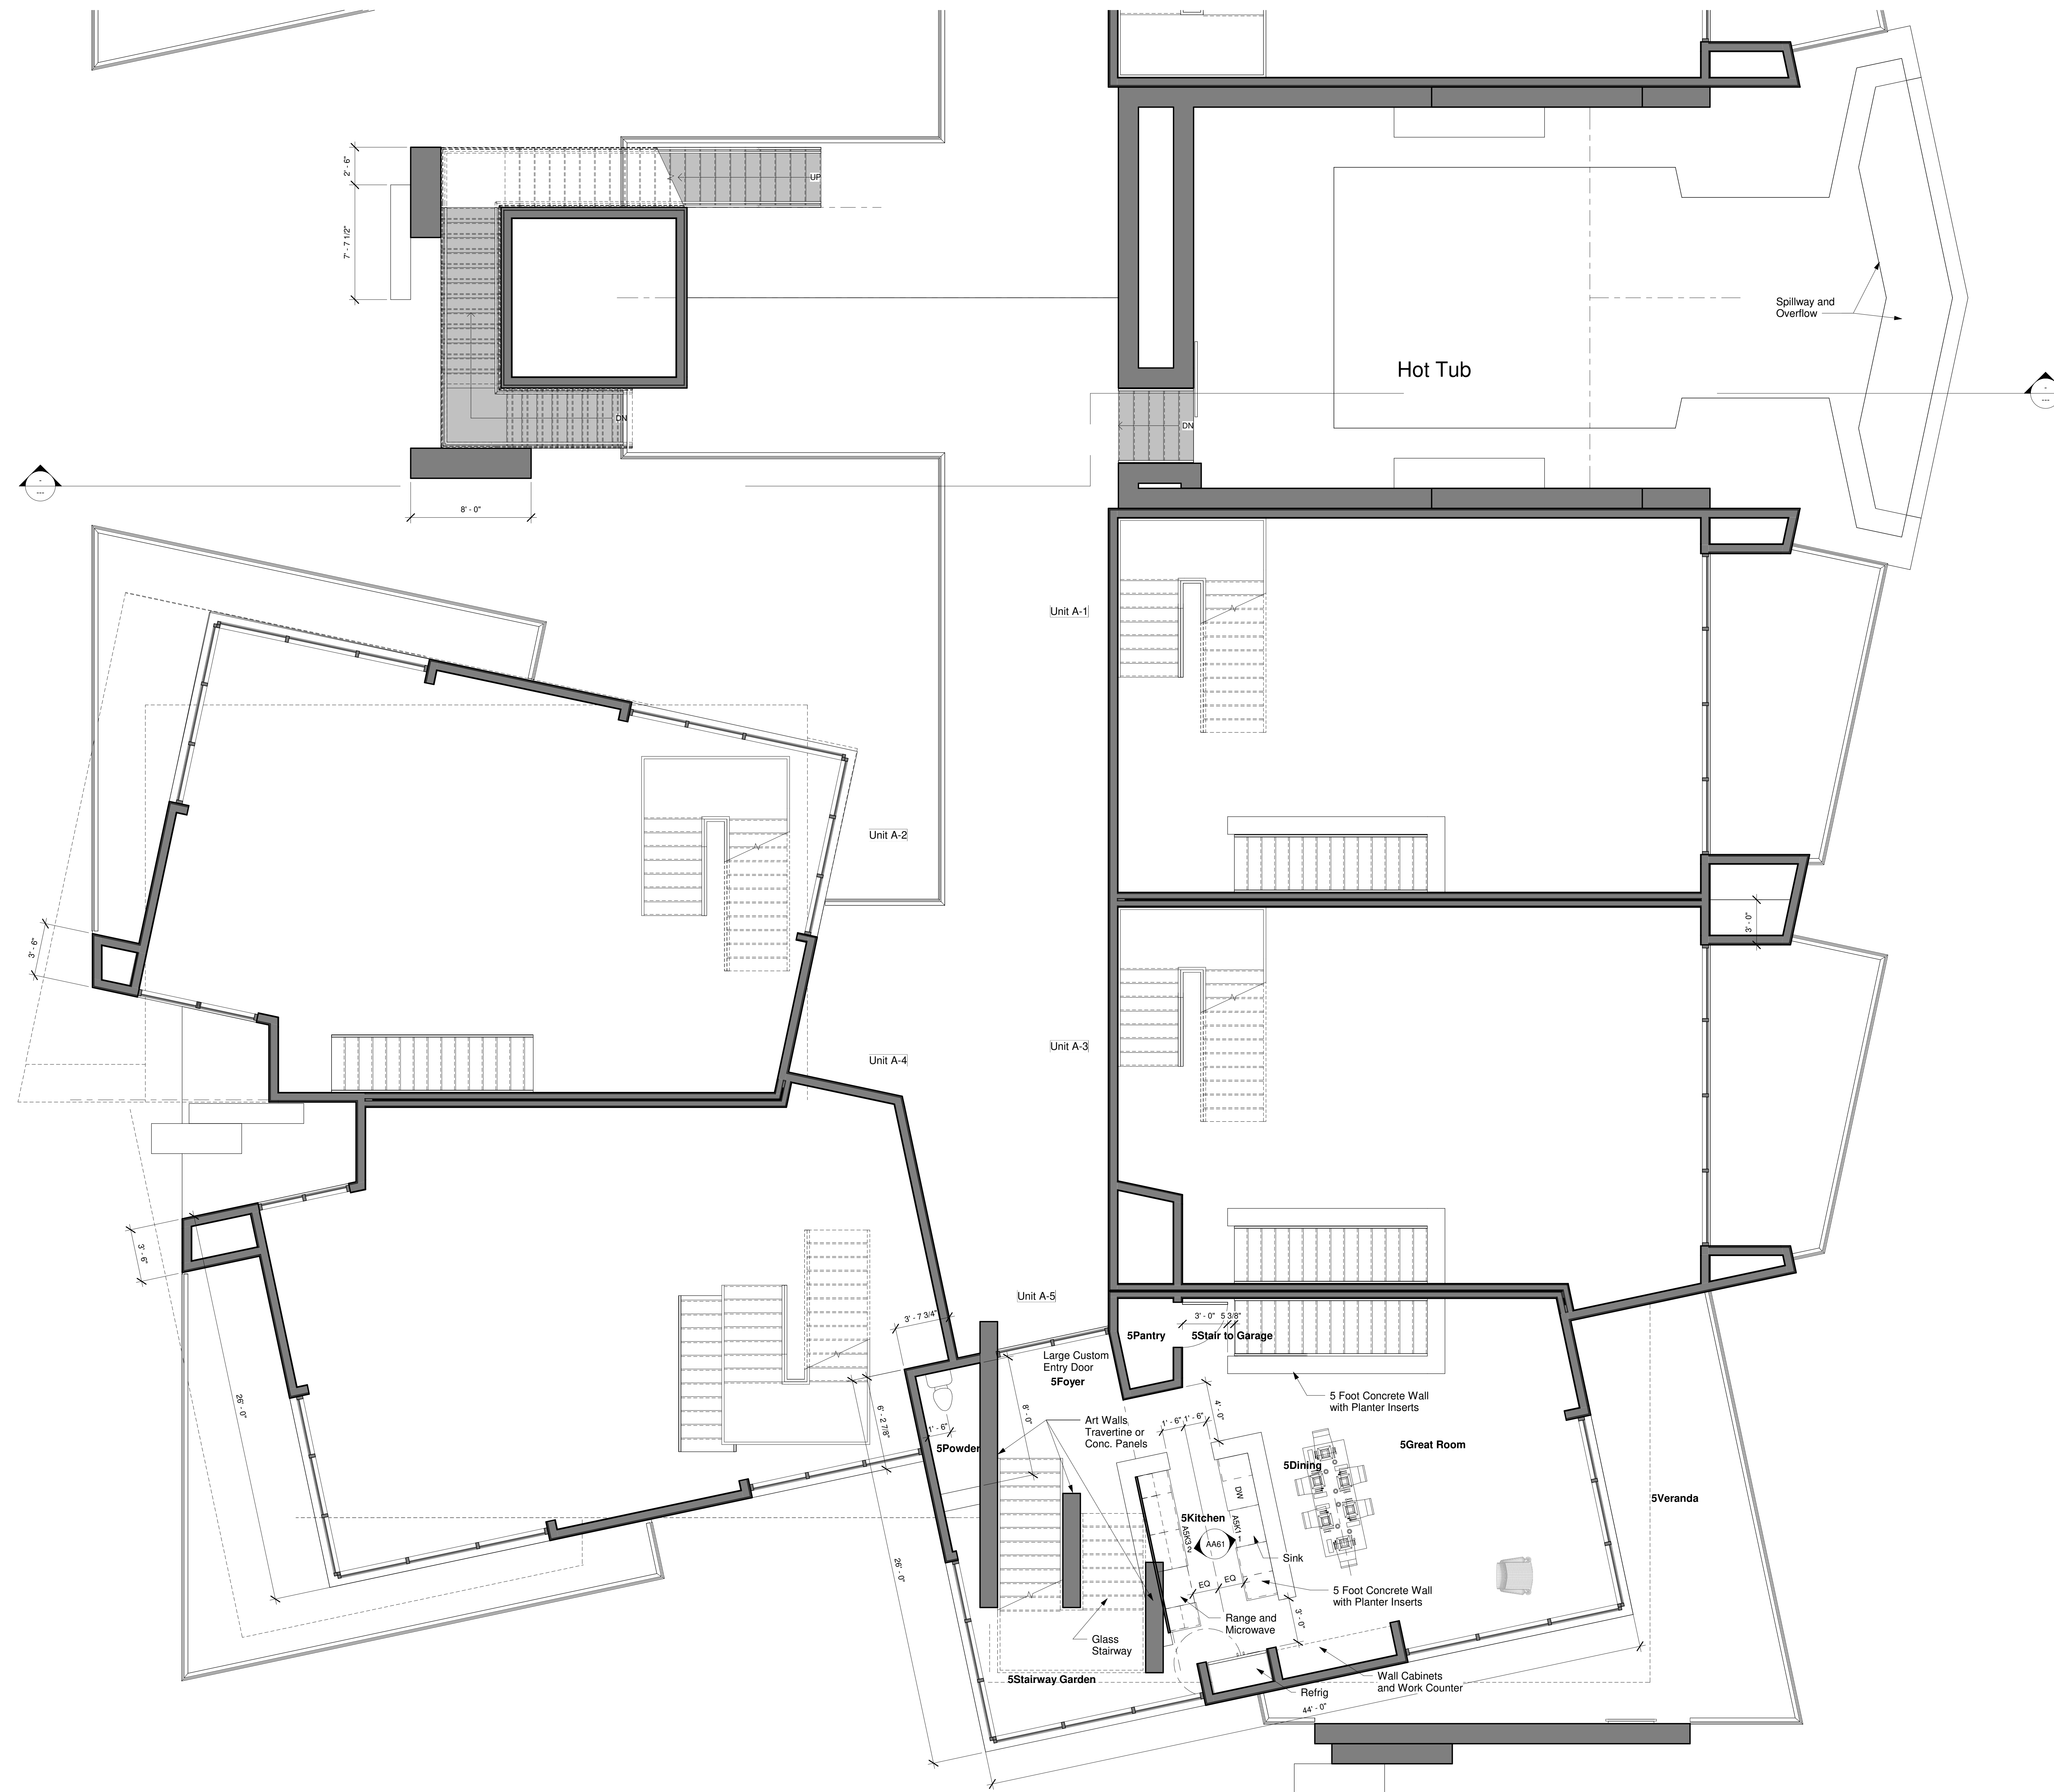 2' - 6"
UP
7' - 7 1/2"
Spillway and
Overflow
Hot Tub
DN
DN
-
---
-
---
8' - 0"
Unit A-1
Unit A-2
3' - 0"
3' - 6"
Unit A-4
Unit A-3
3' - 6"
Unit A-5
3' - 7 3/4"
3' - 0"
5 3/8"
5Pantry
5Stair to Garage
Large Custom
Entry Door
5Foyer
26' - 0"
6' - 2 7/8"
8' - 0"
1' - 6"
5Powder
Art Walls,
Travertine or
Conc. Panels
1' - 6"
1' - 6"
4' - 0"
5 Foot Concrete Wall
with Planter Inserts
5Great Room
5Dining
5Veranda
DW
5Kitchen
A5K3
2
AA61
A5K1
1
Sink
26' - 0"
EQ
EQ
5 Foot Concrete Wall
with Planter Inserts
3' - 0"
Range and
Microwave
Glass
Stairway
5Stairway Garden
Wall Cabinets
and Work Counter
Refrig
44' - 0"